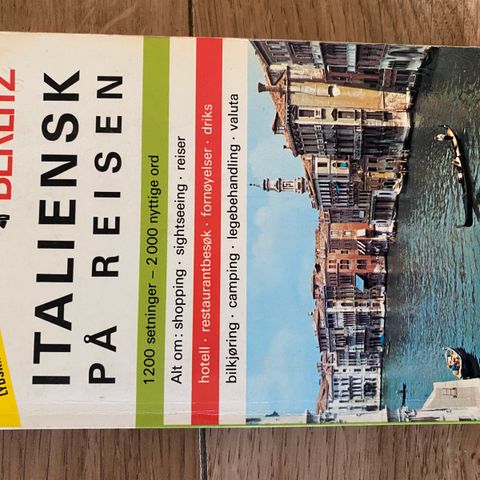 BERLITZ
ITALIENSK
PÅ REISEN
1200 setninger – 2 000 nyttige ord
Alt om: shopping · sightseeing · reiser
hotell · restaurantbesøk · fornøyelser · driks
bilkjøring · camping · legebehandling · valuta